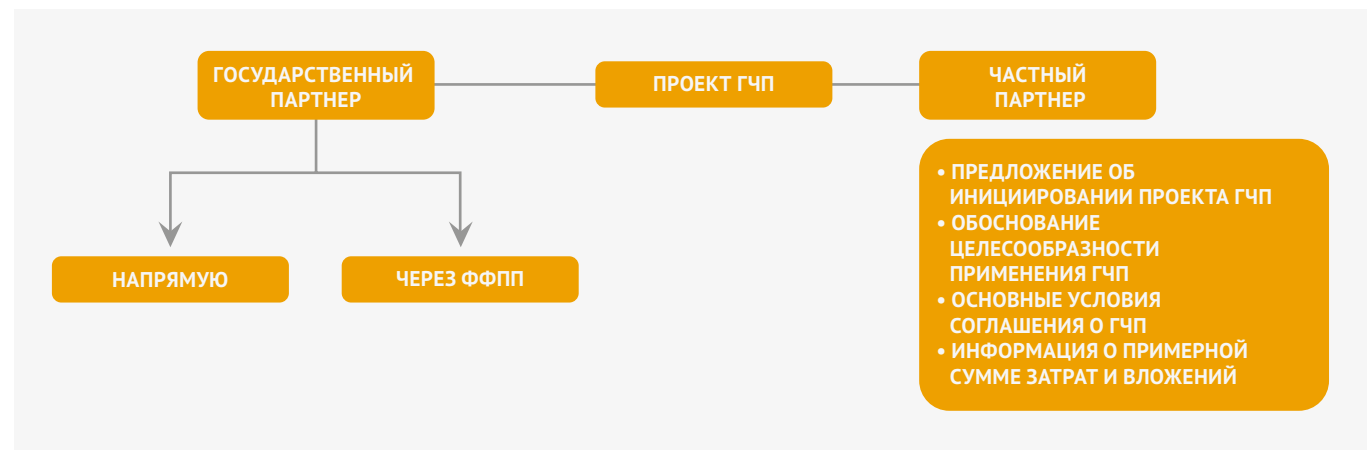 ГОСУДАРСТВЕННЫЙ
ПАРТНЕР
ПРОЕКТ ГЧП
ЧАСТНЫЙ
ПАРТНЕР
НАПРЯМУЮ
ЧЕРЕЗ ФФПП
• ПРЕДЛОЖЕНИЕ ОБ
ИНИЦИИРОВАНИИ ПРОЕКТА ГЧП
• ОБОСНОВАНИЕ
ЦЕЛЕСООБРАЗНОСТИ
ПРИМЕНЕНИЯ ГЧП
• ОСНОВНЫЕ УСЛОВИЯ
СОГЛАШЕНИЯ О ГЧП
• ИНФОРМАЦИЯ О ПРИМЕРНОЙ
СУММЕ ЗАТРАТ И ВЛОЖЕНИЙ